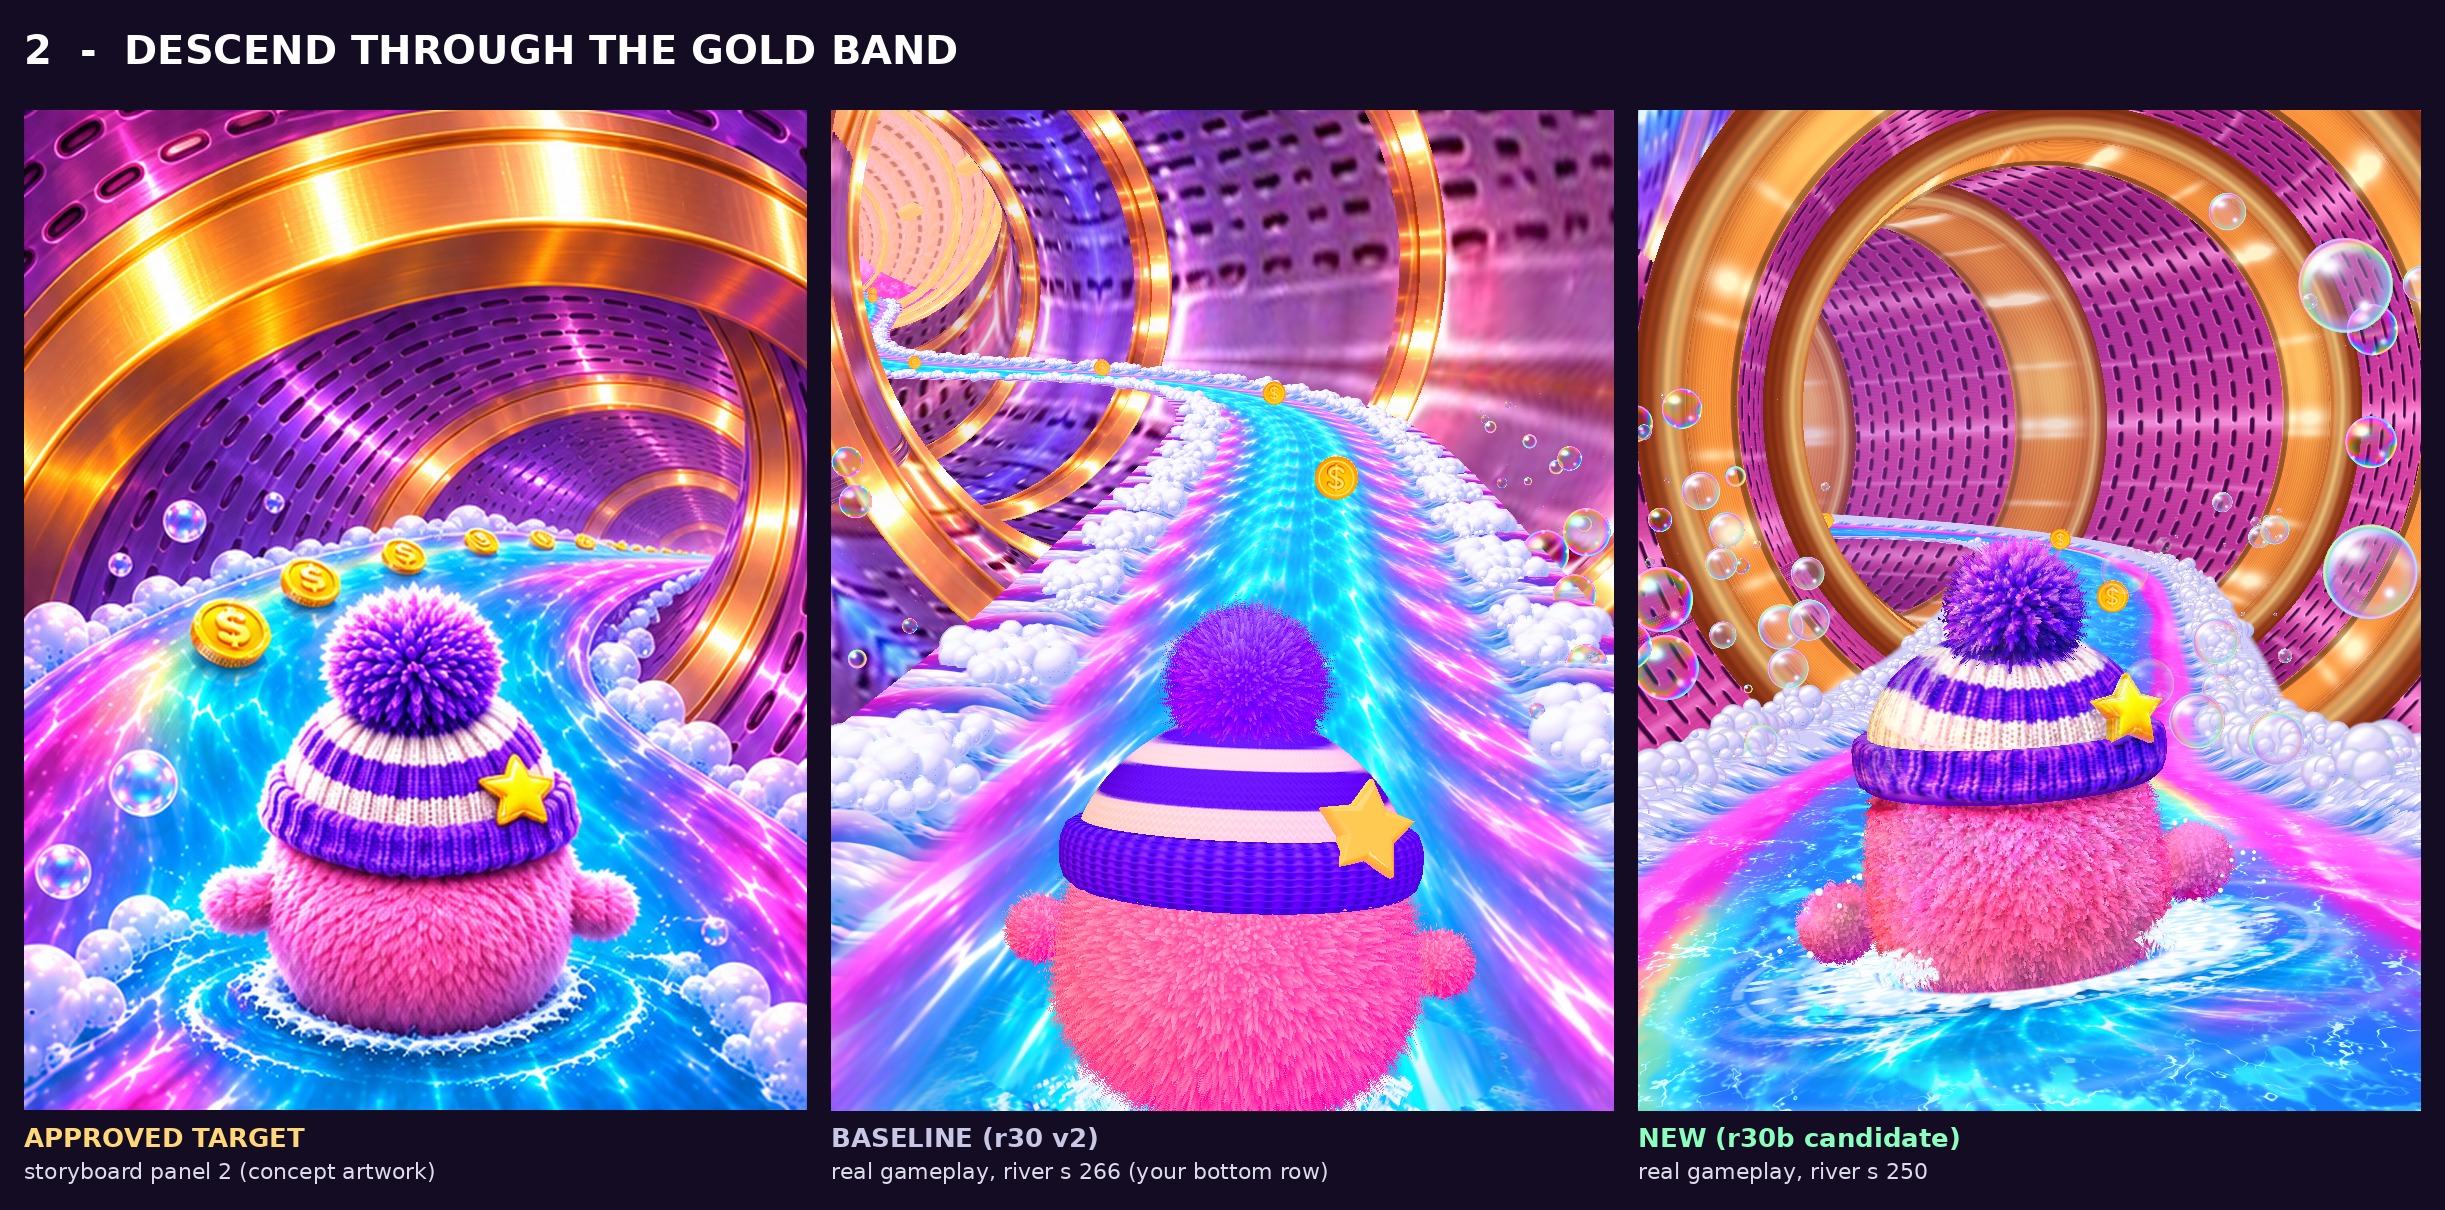 2 - DESCEND THROUGH THE GOLD BAND
APPROVED TARGET
storyboard panel 2 (concept artwork)
BASELINE (r30 v2)
real gameplay, river s 266 (your bottom row)
NEW (r30b candidate)
real gameplay, river s 250